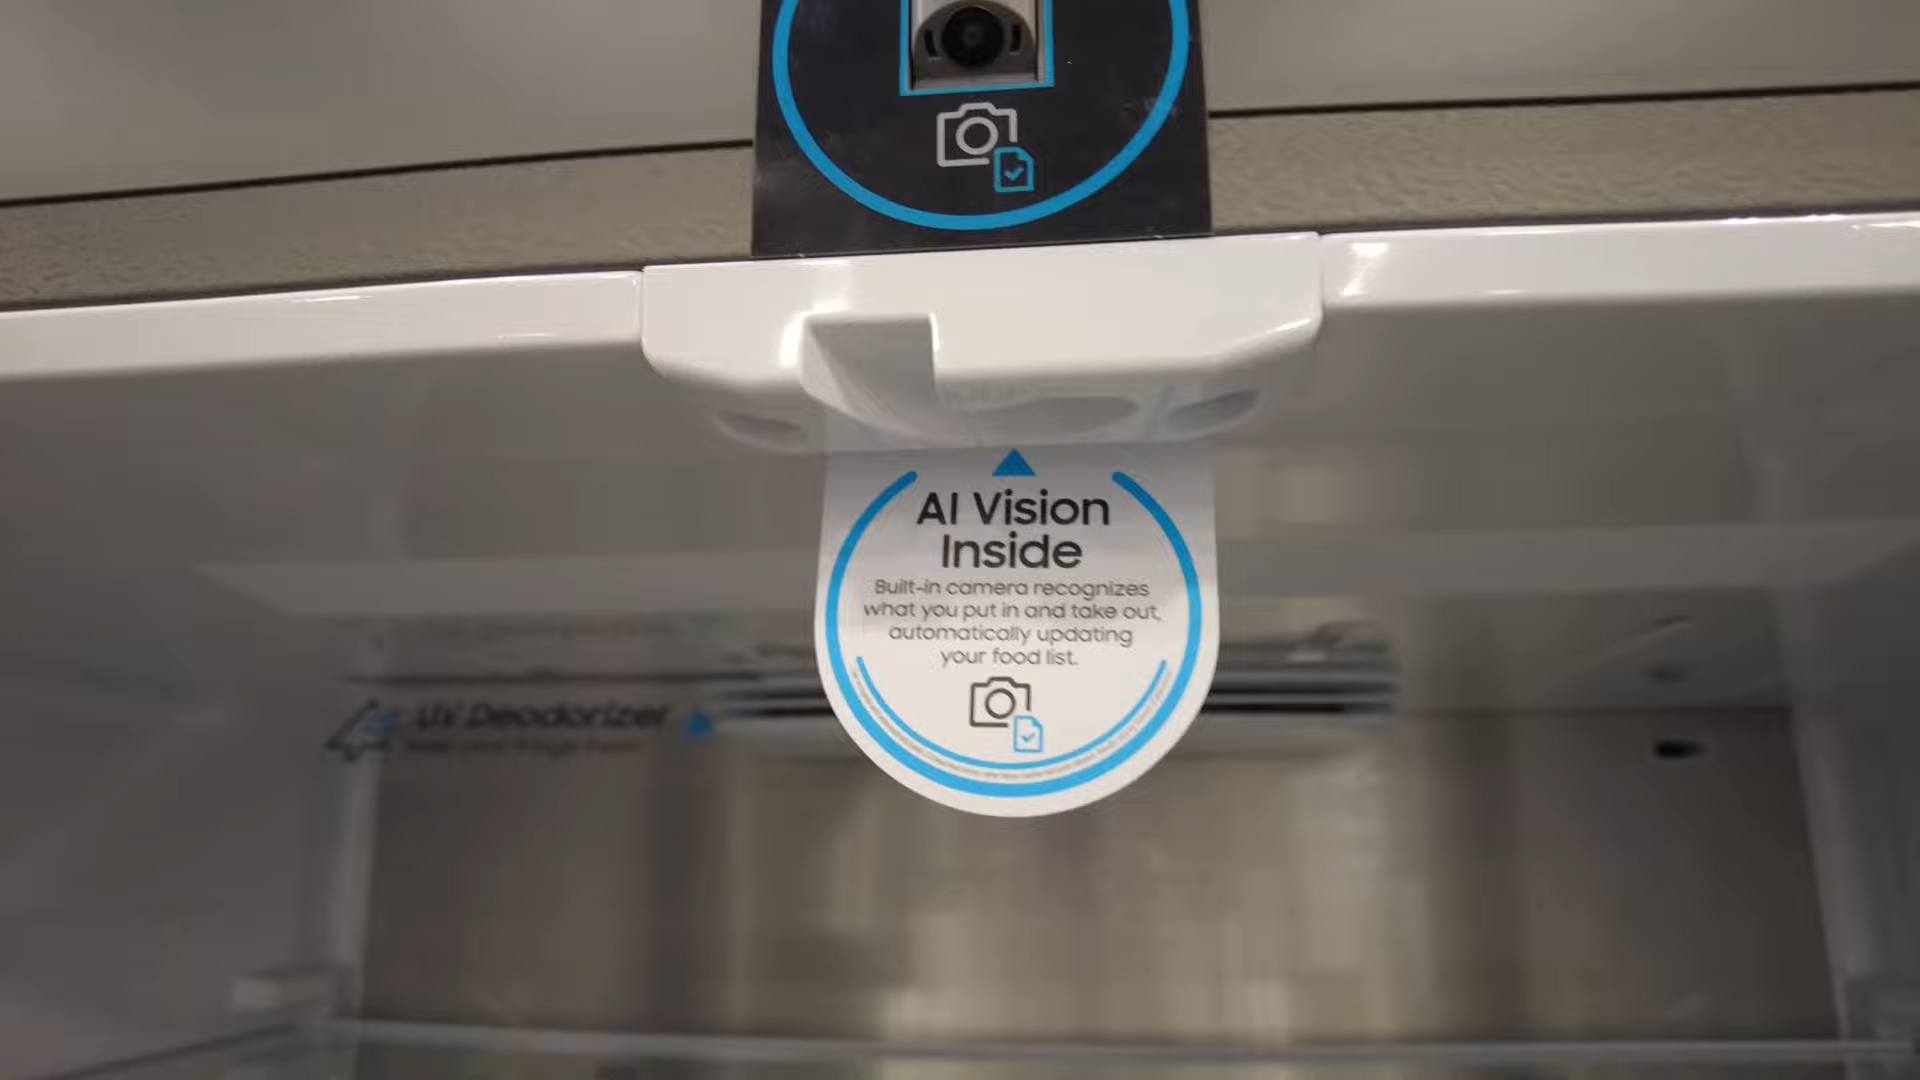 AI Vision
Inside
Built-in camera recognizes
what you put in and take out,
automatically updating
your food list.
UV Deodorizer